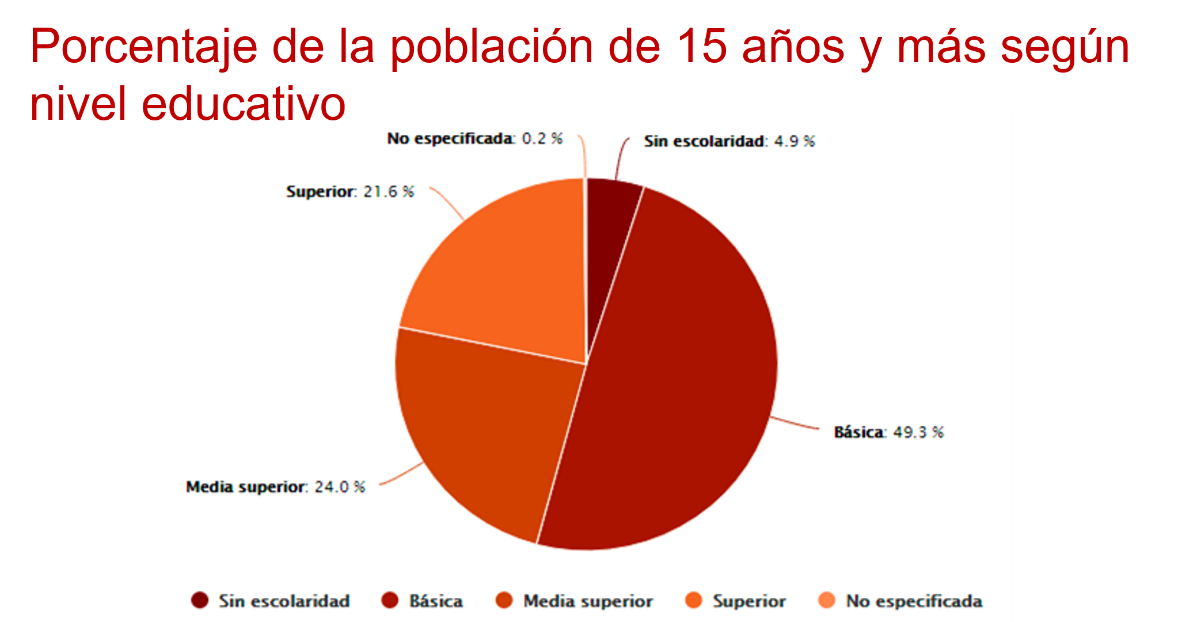 Porcentaje de la población de 15 años y más según
nivel educativo
No especificada: 0.2 %
Sin escolaridad: 4.9 %
Superior: 21.6 %
Básica: 49.3 %
Media superior: 24.0 %
Sin escolaridad
Básica
Media superior
Superior
No especificada